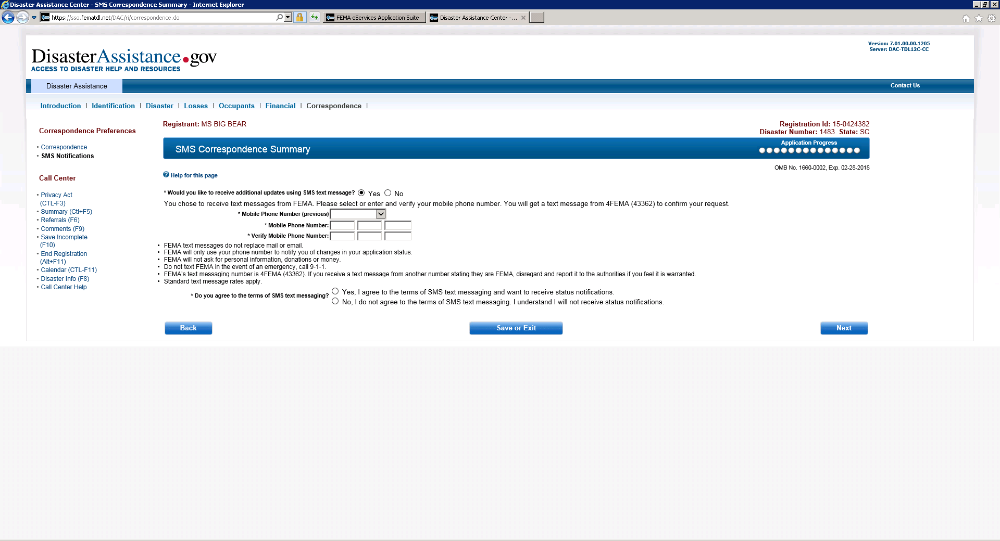 Disaster Assistance Center - SMS Correspondence Summary - Internet Explorer
https://sso.fematdl.net/DAC/ri/correspondence.do
FEMA eServices Application Suite
Disaster Assistance Center -...
Version: 7.01.00.00.1205
Server: DAC-TDL12C-CC
DisasterAssistance.gov
ACCESS TO DISASTER HELP AND RESOURCES
Disaster Assistance
Contact Us
Introduction | Identification | Disaster | Losses | Occupants | Financial | Correspondence |
Correspondence Preferences
• Correspondence
• SMS Notifications
Call Center
• Privacy Act
(CTL-F3)
• Summary (Ctl+F5)
• Referrals (F6)
• Comments (F9)
• Save Incomplete
(F10)
• End Registration
(Alt+F11)
• Calendar (CTL-F11)
• Disaster Info (F8)
• Call Center Help
Registrant: MS BIG BEAR
Registration Id: 15-0424382
Disaster Number: 1483 State: SC
SMS Correspondence Summary
Application Progress
OMB No. 1660-0002, Exp. 02-28-2018
? Help for this page
* Would you like to receive additional updates using SMS text message? Yes No
You chose to receive text messages from FEMA. Please select or enter and verify your mobile phone number. You will get a text message from 4FEMA (43362) to confirm your request.
* Mobile Phone Number (previous)
* Mobile Phone Number:
* Verify Mobile Phone Number:
• FEMA text messages do not replace mail or email.
• FEMA will only use your phone number to notify you of changes in your application status.
• FEMA will not ask for personal information, donations or money.
• Do not text FEMA in the event of an emergency, call 9-1-1.
• FEMA's text messaging number is 4FEMA (43362). If you receive a text message from another number stating they are FEMA, disregard and report it to the authorities if you feel it is warranted.
• Standard text message rates apply.
* Do you agree to the terms of SMS text messaging?
Yes, I agree to the terms of SMS text messaging and want to receive status notifications.
No, I do not agree to the terms of SMS text messaging. I understand I will not receive status notifications.
Back
Save or Exit
Next